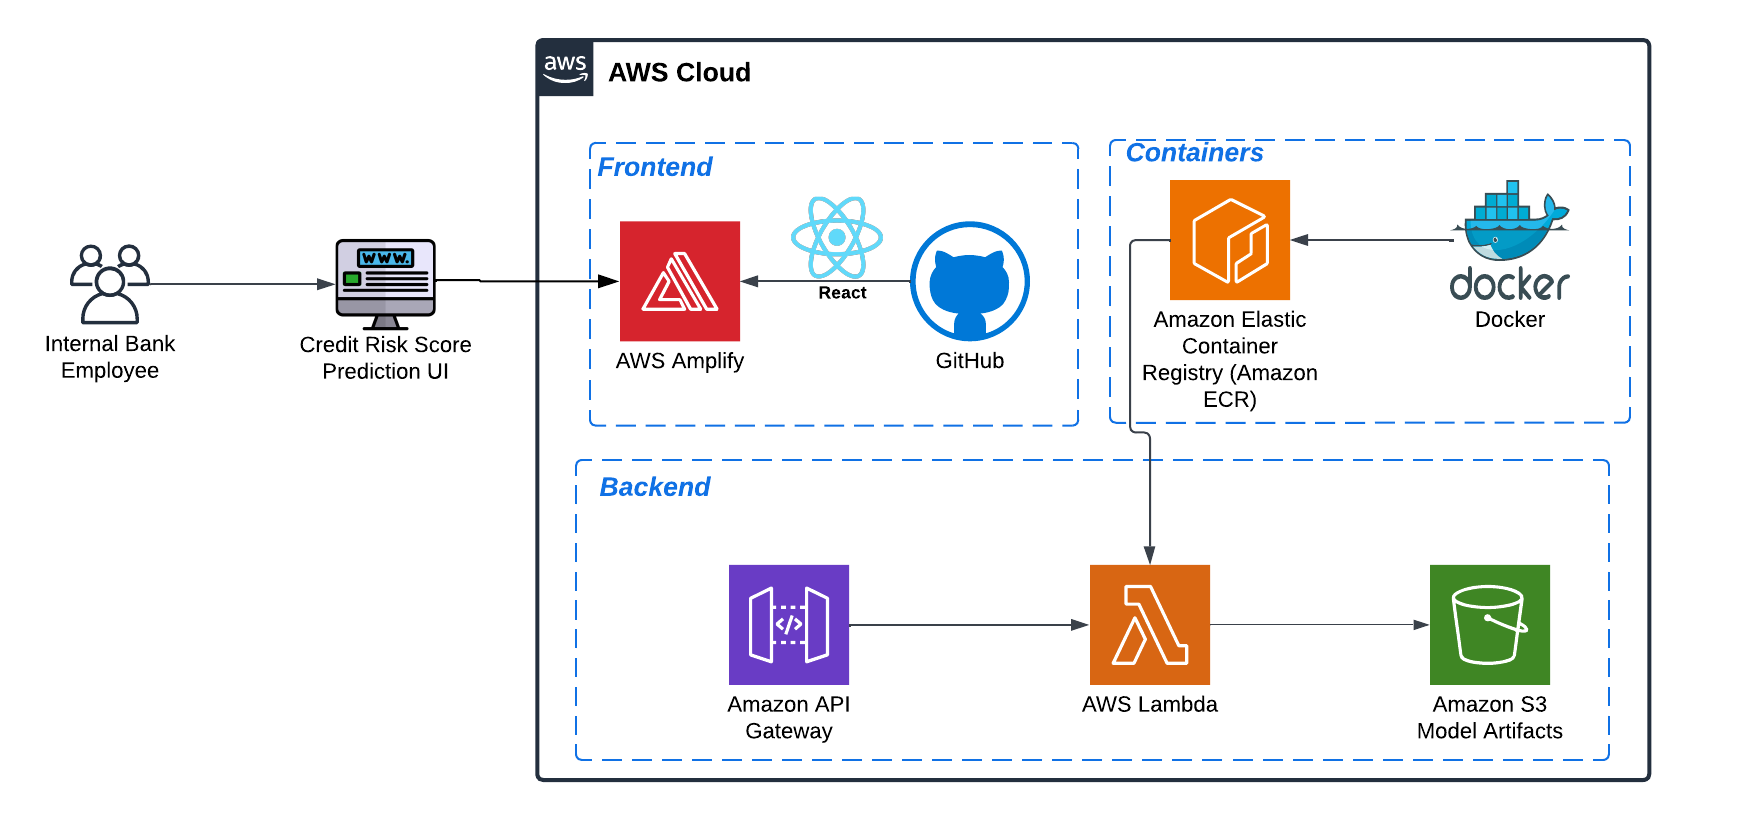 aws
AWS Cloud
Frontend
Containers
www.
React
docker
Internal Bank
Employee
Credit Risk Score
Prediction UI
AWS Amplify
GitHub
Amazon Elastic
Container
Registry (Amazon
ECR)
Docker
Backend
</>
Amazon API
Gateway
AWS Lambda
Amazon S3
Model Artifacts